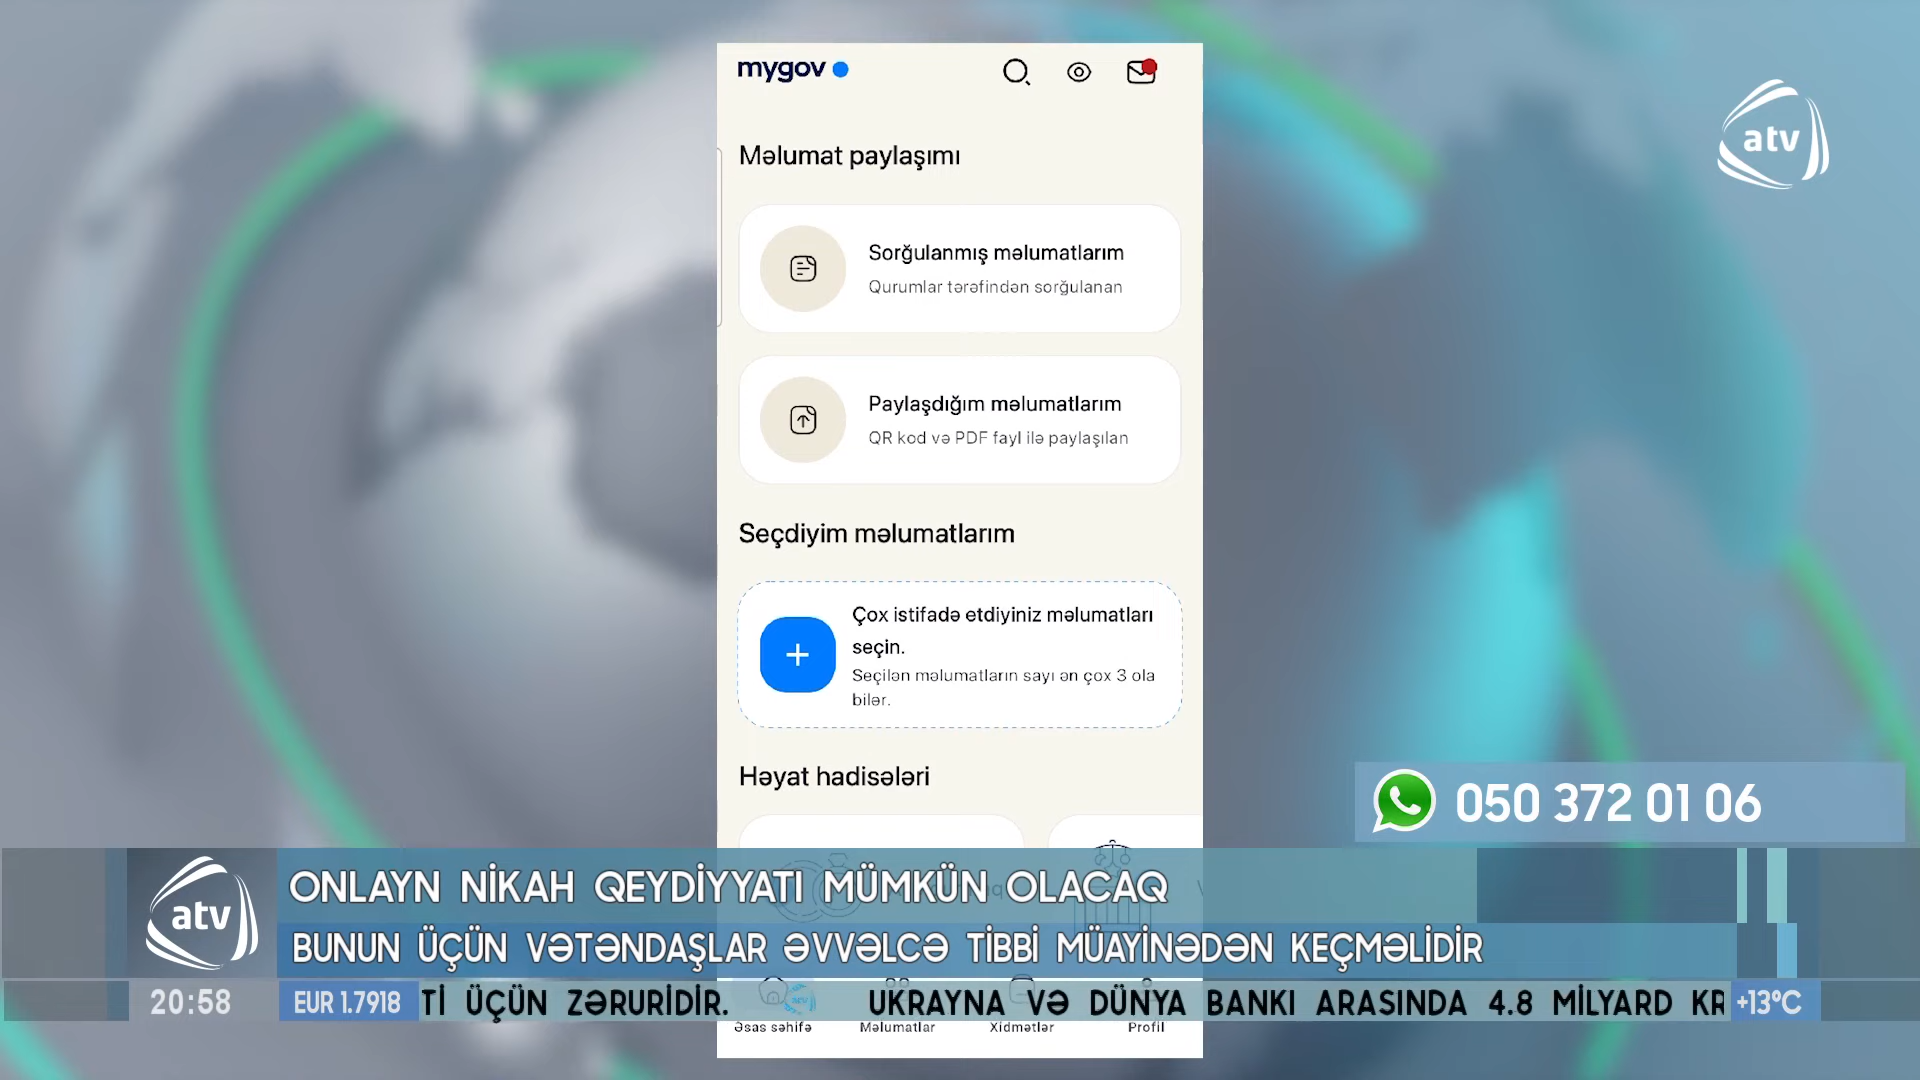 mygov
atv
Məlumat paylaşımı
Sorğulanmış məlumatlarım
Qurumlar tərəfindən sorğulanan
Paylaşdığım məlumatlarım
QR kod və PDF fayl ilə paylaşılan
Seçdiyim məlumatlarım
Çox istifadə etdiyiniz məlumatları
seçin.
Seçilən məlumatların sayı ən çox 3 ola
bilər.
Həyat hadisələri
050 372 01 06
atv
ONLAYN NİKAH QEYDİYYATI MÜMKÜN OLACAQ
BUNUN ÜÇÜN VƏTƏNDAŞLAR ƏVVƏLCƏ TİBBİ MÜAYİNƏDƏN KEÇMƏLİDİR
20:58
EUR 1.7918
Tİ ÜÇÜN ZƏRURİDİR.
atv
UKRAYNA VƏ DÜNYA BANKI ARASINDA 4.8 MİLYARD KR
+13°C
Əsas səhifə
Məlumatlar
Xidmətlər
Profil